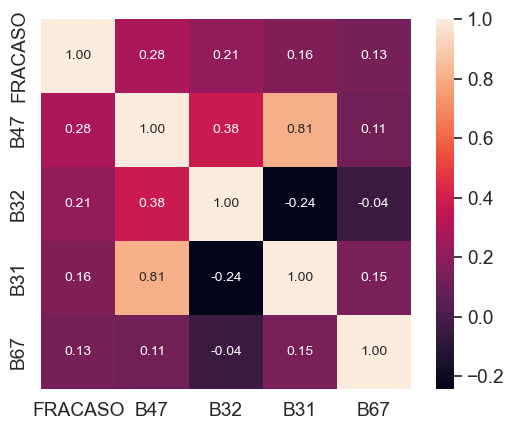 FRACASO 1.00 0.28 0.21 0.16 0.13
B47 0.28 1.00 0.38 0.81 0.11
B32 0.21 0.38 1.00 -0.24 -0.04
B31 0.16 0.81 -0.24 1.00 0.15
B67 0.13 0.11 -0.04 0.15 1.00
FRACASO B47 B32 B31 B67
1.0
0.8
0.6
0.4
0.2
0.0
−0.2